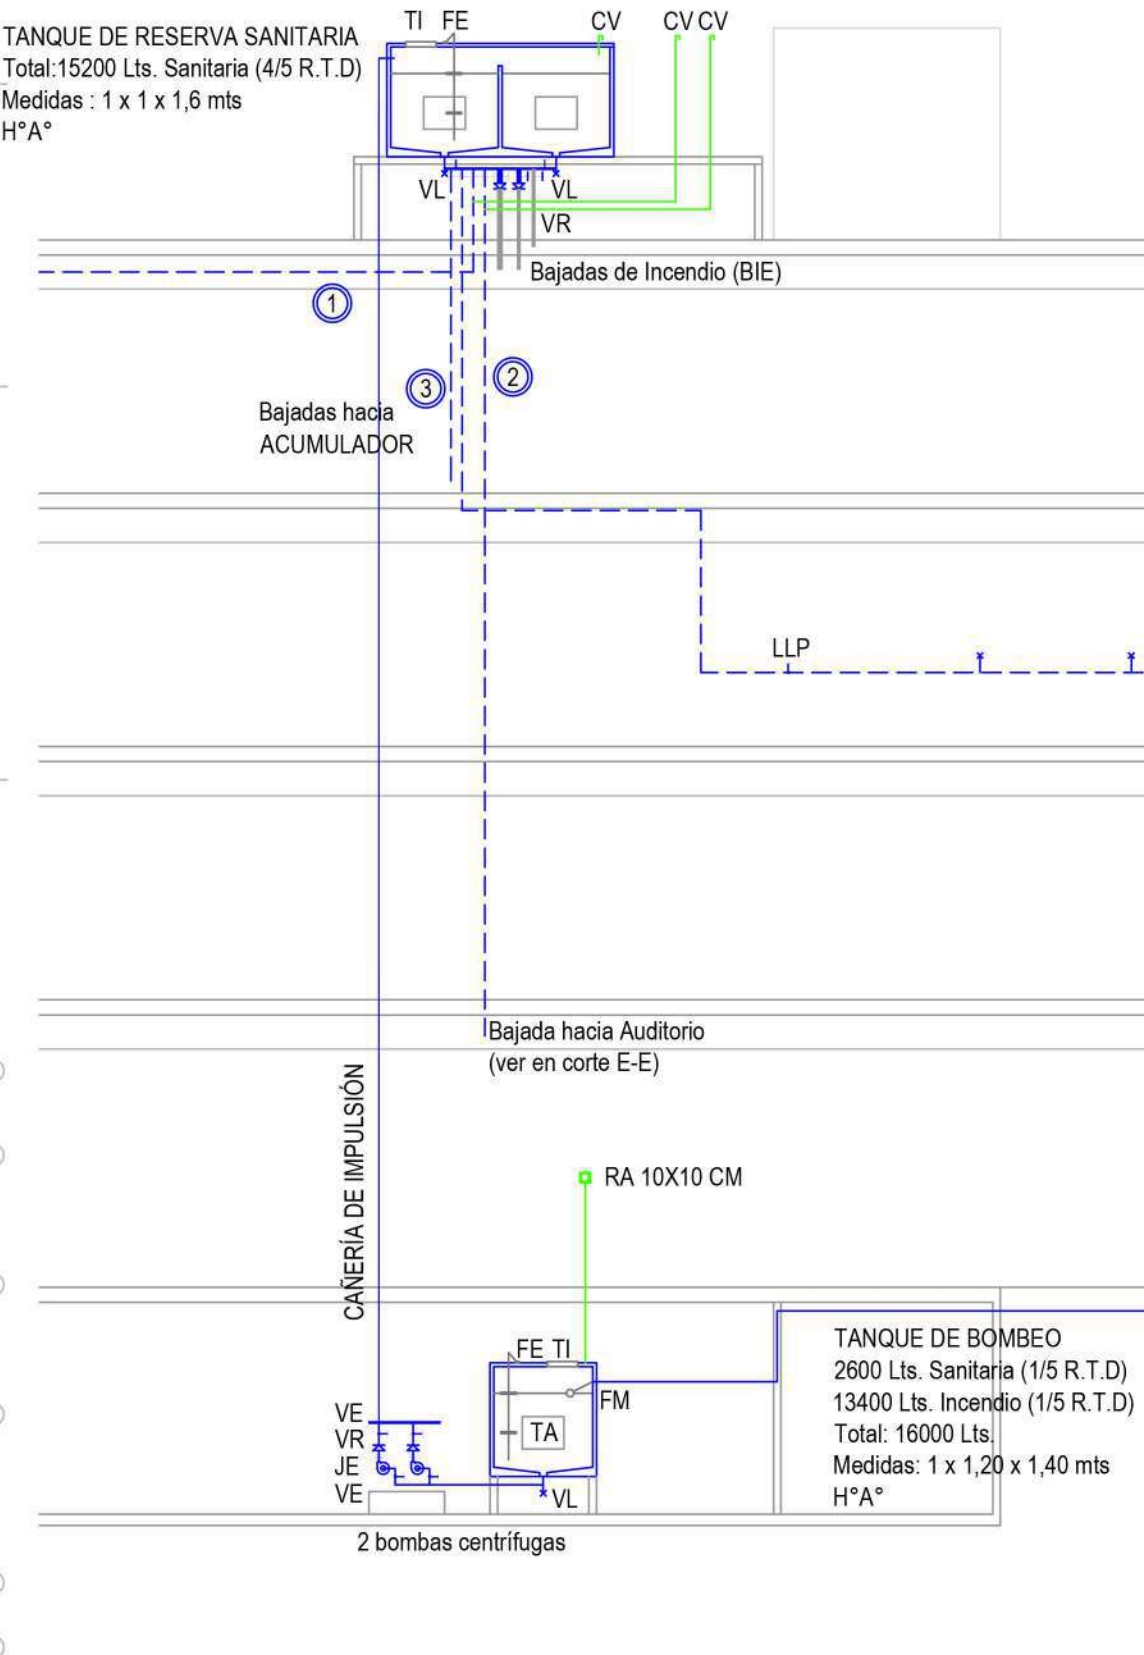 TI FE CV CV CV
TANQUE DE RESERVA SANITARIA
Total:15200 Lts. Sanitaria (4/5 R.T.D)
Medidas : 1 x 1 x 1,6 mts
H°A°
VL VL
VR
Bajadas de Incendio (BIE)
1
2
3
Bajadas hacia
ACUMULADOR
LLP
Bajada hacia Auditorio
(ver en corte E-E)
CAÑERÍA DE IMPULSIÓN
RA 10X10 CM
FE TI
FM
TA
VL
VE
VR
JE
VE
2 bombas centrífugas
TANQUE DE BOMBEO
2600 Lts. Sanitaria (1/5 R.T.D)
13400 Lts. Incendio (1/5 R.T.D)
Total: 16000 Lts.
Medidas: 1 x 1,20 x 1,40 mts
H°A°